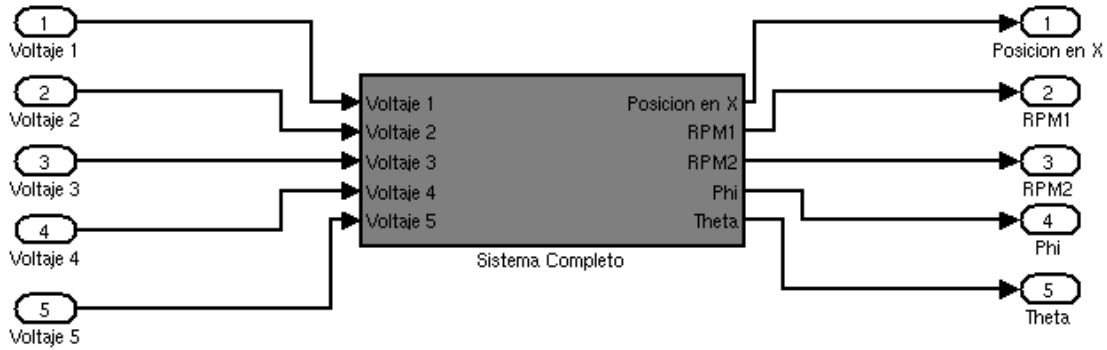 1
Voltaje 1
2
Voltaje 2
3
Voltaje 3
4
Voltaje 4
5
Voltaje 5
Voltaje 1
Voltaje 2
Voltaje 3
Voltaje 4
Voltaje 5
Posicion en X
RPM1
RPM2
Phi
Theta
Sistema Completo
1
Posicion en X
2
RPM1
3
RPM2
4
Phi
5
Theta